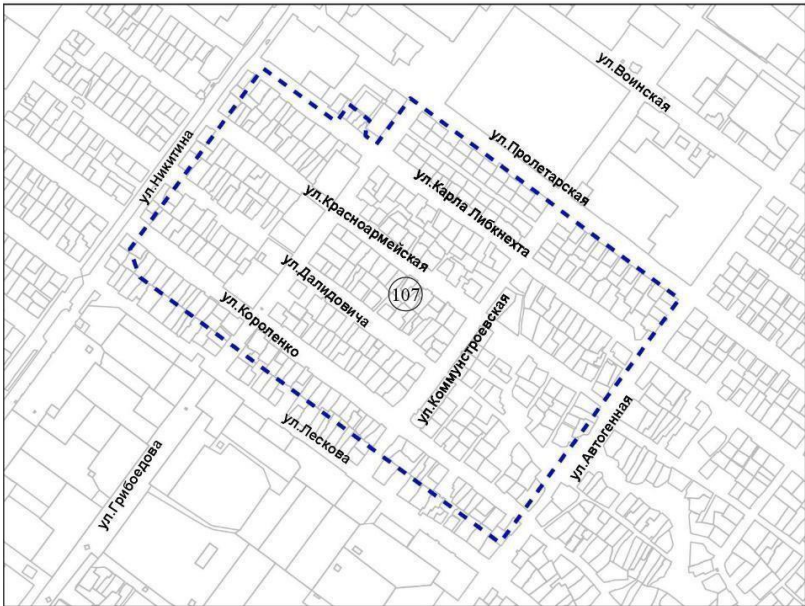 ул.Воинская
ул.Пролетарская
ул.Никитина
ул.Карла Либкнехта
ул.Красноармейская
107
ул.Далидовича
ул.Короленко
ул.Коммунстроевская
ул.Лескова
ул.Автогенная
ул.Грибоедова